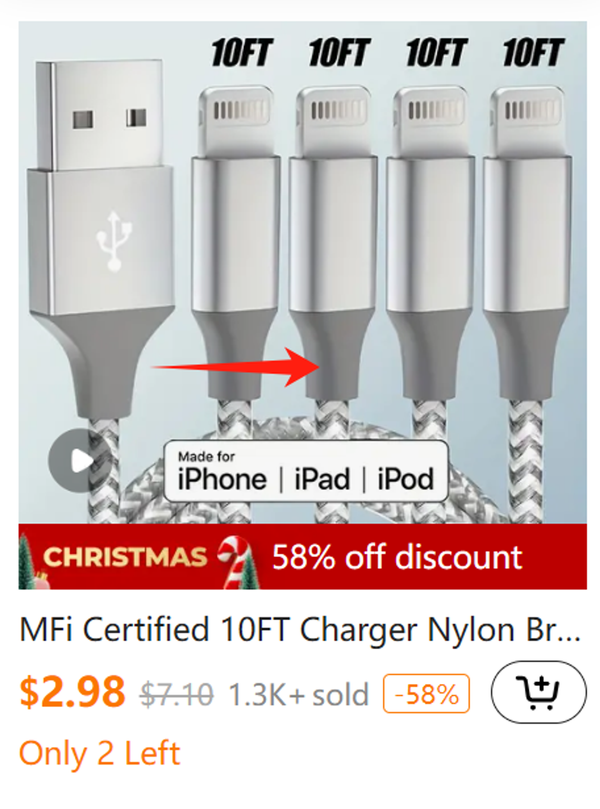 10FT 10FT 10FT 10FT
Made for
iPhone | iPad | iPod
CHRISTMAS 58% off discount
MFi Certified 10FT Charger Nylon Br...
$2.98 $7.10 1.3K+ sold -58%
Only 2 Left